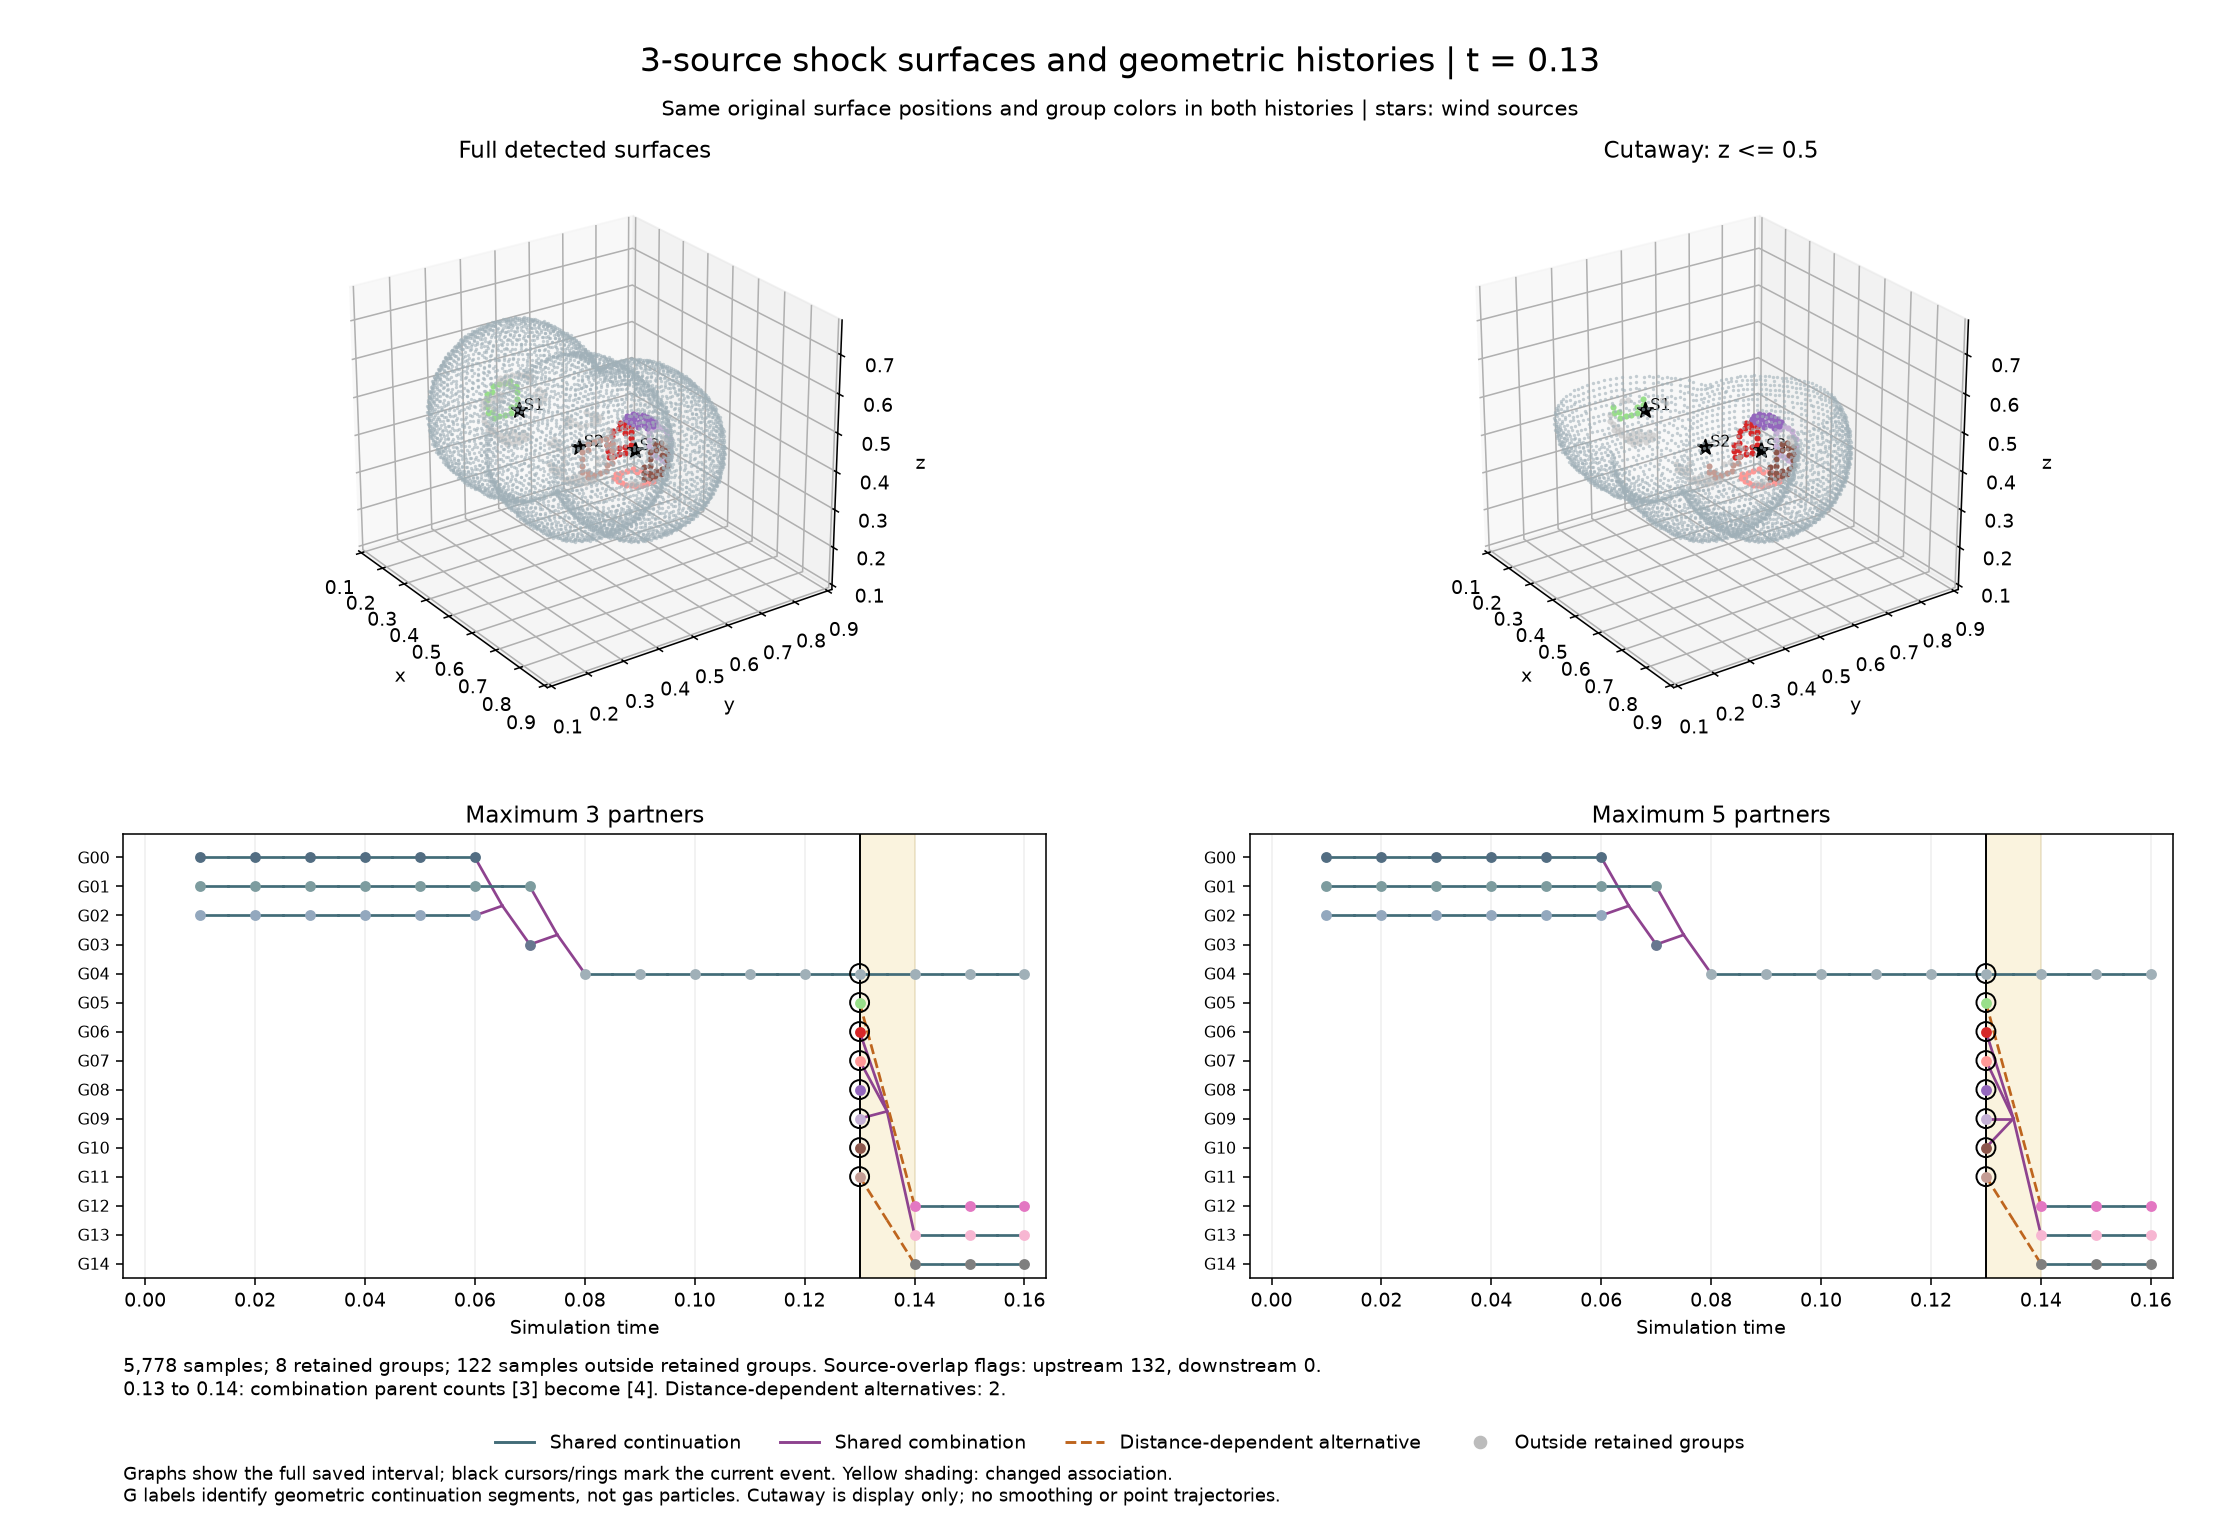 3-source shock surfaces and geometric histories | t = 0.13
Same original surface positions and group colors in both histories | stars: wind sources
Full detected surfaces
S1
S2
0.7
0.6
0.5
0.4
0.3
0.2
0.1
z
0.1
0.2
0.3
0.4
0.5
0.6
0.7
0.8
0.9
x
0.1
0.2
0.3
0.4
0.5
0.6
0.7
0.8
0.9
y
Cutaway: z <= 0.5
S1
S2
0.7
0.6
0.5
0.4
0.3
0.2
0.1
z
0.1
0.2
0.3
0.4
0.5
0.6
0.7
0.8
0.9
x
0.1
0.2
0.3
0.4
0.5
0.6
0.7
0.8
0.9
y
Maximum 3 partners
G00
G01
G02
G03
G04
G05
G06
G07
G08
G09
G10
G11
G12
G13
G14
0.00 0.02 0.04 0.06 0.08 0.10 0.12 0.14 0.16
Simulation time
Maximum 5 partners
G00
G01
G02
G03
G04
G05
G06
G07
G08
G09
G10
G11
G12
G13
G14
0.00 0.02 0.04 0.06 0.08 0.10 0.12 0.14 0.16
Simulation time
5,778 samples; 8 retained groups; 122 samples outside retained groups. Source-overlap flags: upstream 132, downstream 0.
0.13 to 0.14: combination parent counts [3] become [4]. Distance-dependent alternatives: 2.
Shared continuation Shared combination Distance-dependent alternative Outside retained groups
Graphs show the full saved interval; black cursors/rings mark the current event. Yellow shading: changed association.
G labels identify geometric continuation segments, not gas particles. Cutaway is display only; no smoothing or point trajectories.